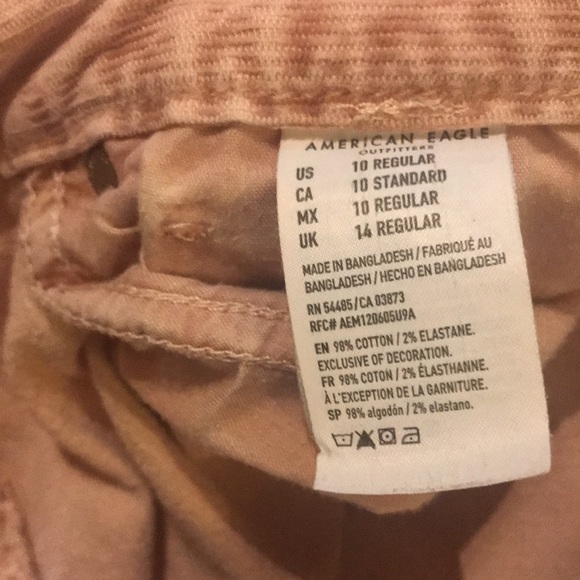 AMERICAN EAGLE
OUTFITTERS
US 10 REGULAR
CA 10 STANDARD
MX 10 REGULAR
UK 14 REGULAR
MADE IN BANGLADESH / FABRIQUÉ AU
BANGLADESH / HECHO EN BANGLADESH
RN 54485/CA 03873
RFC# AEM120605U9A
EN 98% COTTON / 2% ELASTANE.
EXCLUSIVE OF DECORATION.
FR 98% COTON / 2% ÉLASTHANNE.
À L'EXCEPTION DE LA GARNITURE.
SP 98% algodón / 2% elastano.